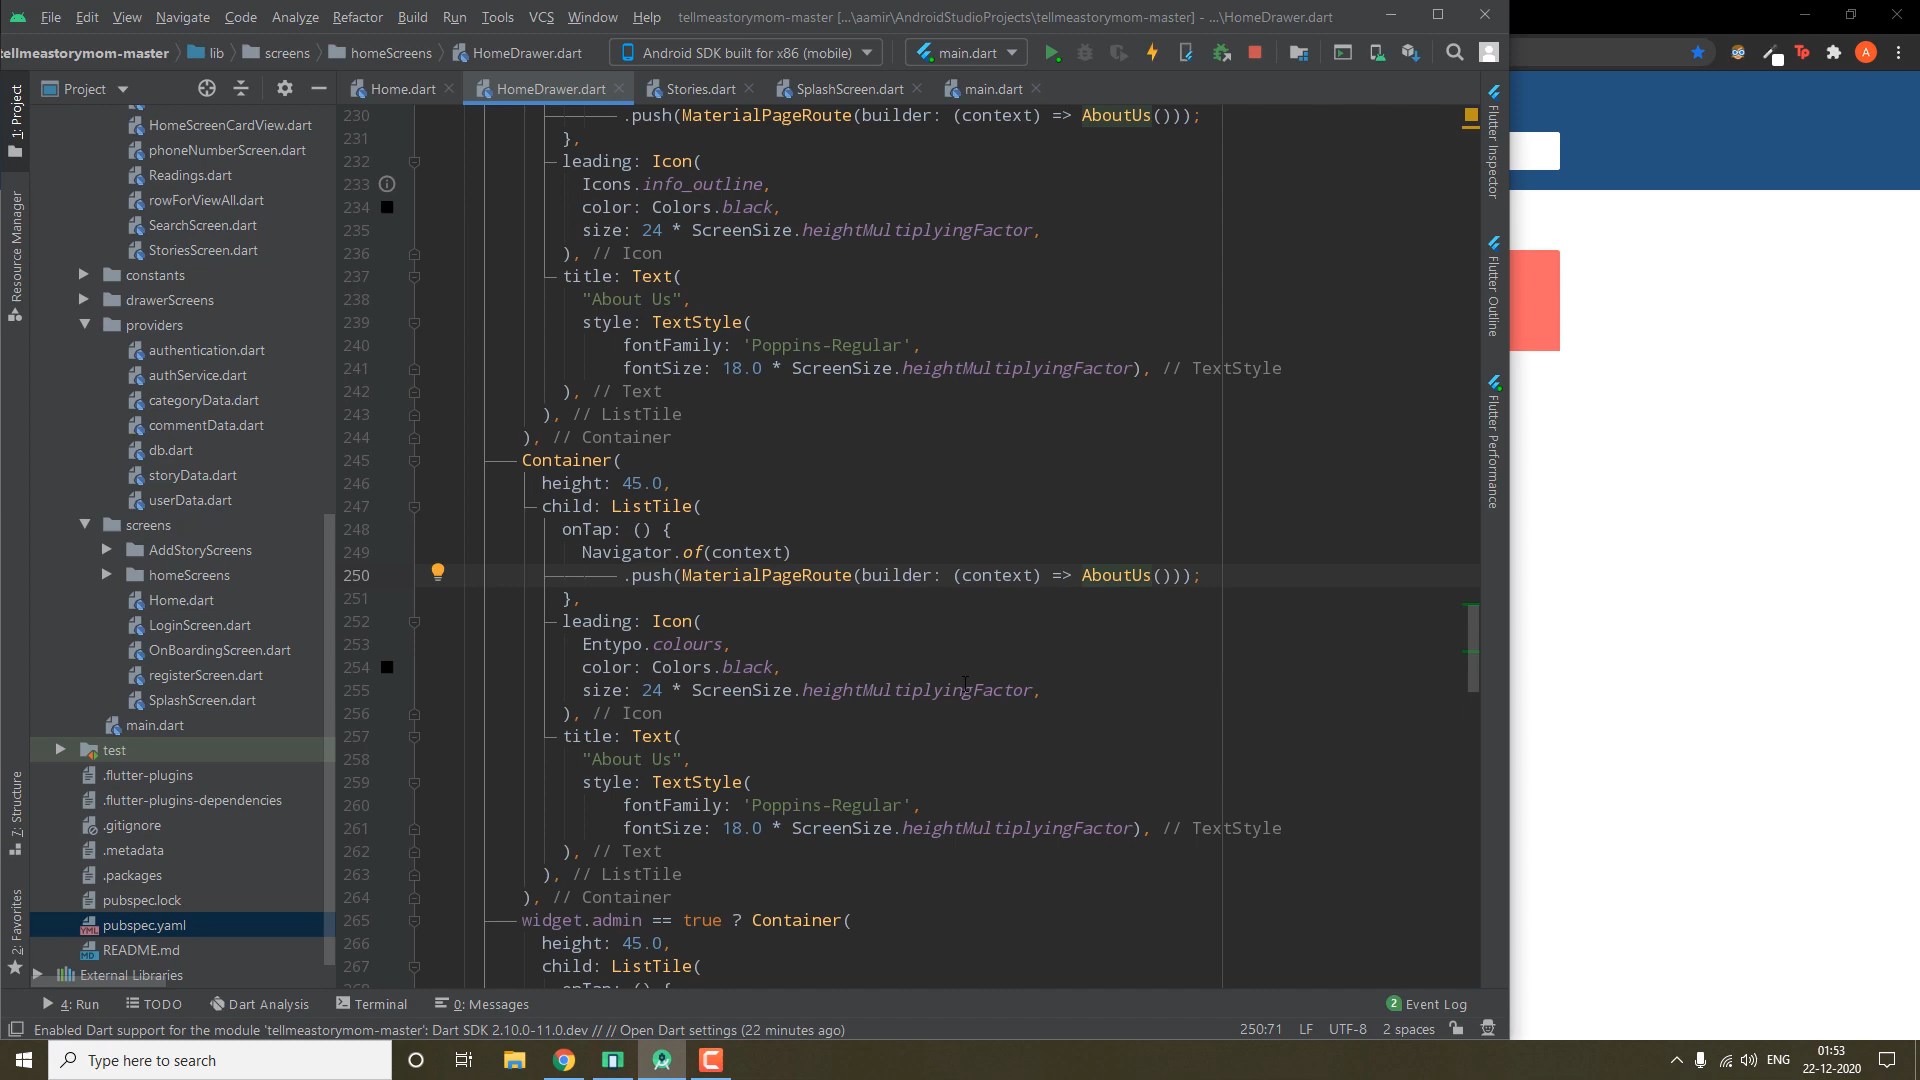 File Edit View Navigate Code Analyze Refactor Build Run Tools VCS Window Help tellmeastorymom-master [...\aamir\AndroidStudioProjects\tellmeastorymom-master] - ...\HomeDrawer.dart
tellmeastorymom-master lib screens homeScreens HomeDrawer.dart Android SDK built for x86 (mobile) main.dart
Project Home.dart HomeDrawer.dart Stories.dart SplashScreen.dart main.dart
1: Project
Resource Manager
7: Structure
2: Favorites
HomeScreenCardView.dart
phoneNumberScreen.dart
Readings.dart
rowForViewAll.dart
SearchScreen.dart
StoriesScreen.dart
constants
drawerScreens
providers
authentication.dart
authService.dart
categoryData.dart
commentData.dart
db.dart
storyData.dart
userData.dart
screens
AddStoryScreens
homeScreens
Home.dart
LoginScreen.dart
OnBoardingScreen.dart
registerScreen.dart
SplashScreen.dart
main.dart
test
.flutter-plugins
.flutter-plugins-dependencies
.gitignore
.metadata
.packages
pubspec.lock
pubspec.yaml
README.md
External Libraries
230 .push(MaterialPageRoute(builder: (context) => AboutUs()));
231 },
232 leading: Icon(
233 Icons.info_outline,
234 color: Colors.black,
235 size: 24 * ScreenSize.heightMultiplyingFactor,
236 ), // Icon
237 title: Text(
238 "About Us",
239 style: TextStyle(
240 fontFamily: 'Poppins-Regular',
241 fontSize: 18.0 * ScreenSize.heightMultiplyingFactor), // TextStyle
242 ), // Text
243 ), // ListTile
244 ), // Container
245 Container(
246 height: 45.0,
247 child: ListTile(
248 onTap: () {
249 Navigator.of(context)
250 .push(MaterialPageRoute(builder: (context) => AboutUs()));
251 },
252 leading: Icon(
253 Entypo.colours,
254 color: Colors.black,
255 size: 24 * ScreenSize.heightMultiplyingFactor,
256 ), // Icon
257 title: Text(
258 "About Us",
259 style: TextStyle(
260 fontFamily: 'Poppins-Regular',
261 fontSize: 18.0 * ScreenSize.heightMultiplyingFactor), // TextStyle
262 ), // Text
263 ), // ListTile
264 ), // Container
265 widget.admin == true ? Container(
266 height: 45.0,
267 child: ListTile(
Flutter Inspector
Flutter Outline
Flutter Performance
4: Run TODO Dart Analysis Terminal 0: Messages 2 Event Log
Enabled Dart support for the module 'tellmeastorymom-master': Dart SDK 2.10.0-11.0.dev // // Open Dart settings (22 minutes ago) 250:71 LF UTF-8 2 spaces
Type here to search
ENG
01:53
22-12-2020